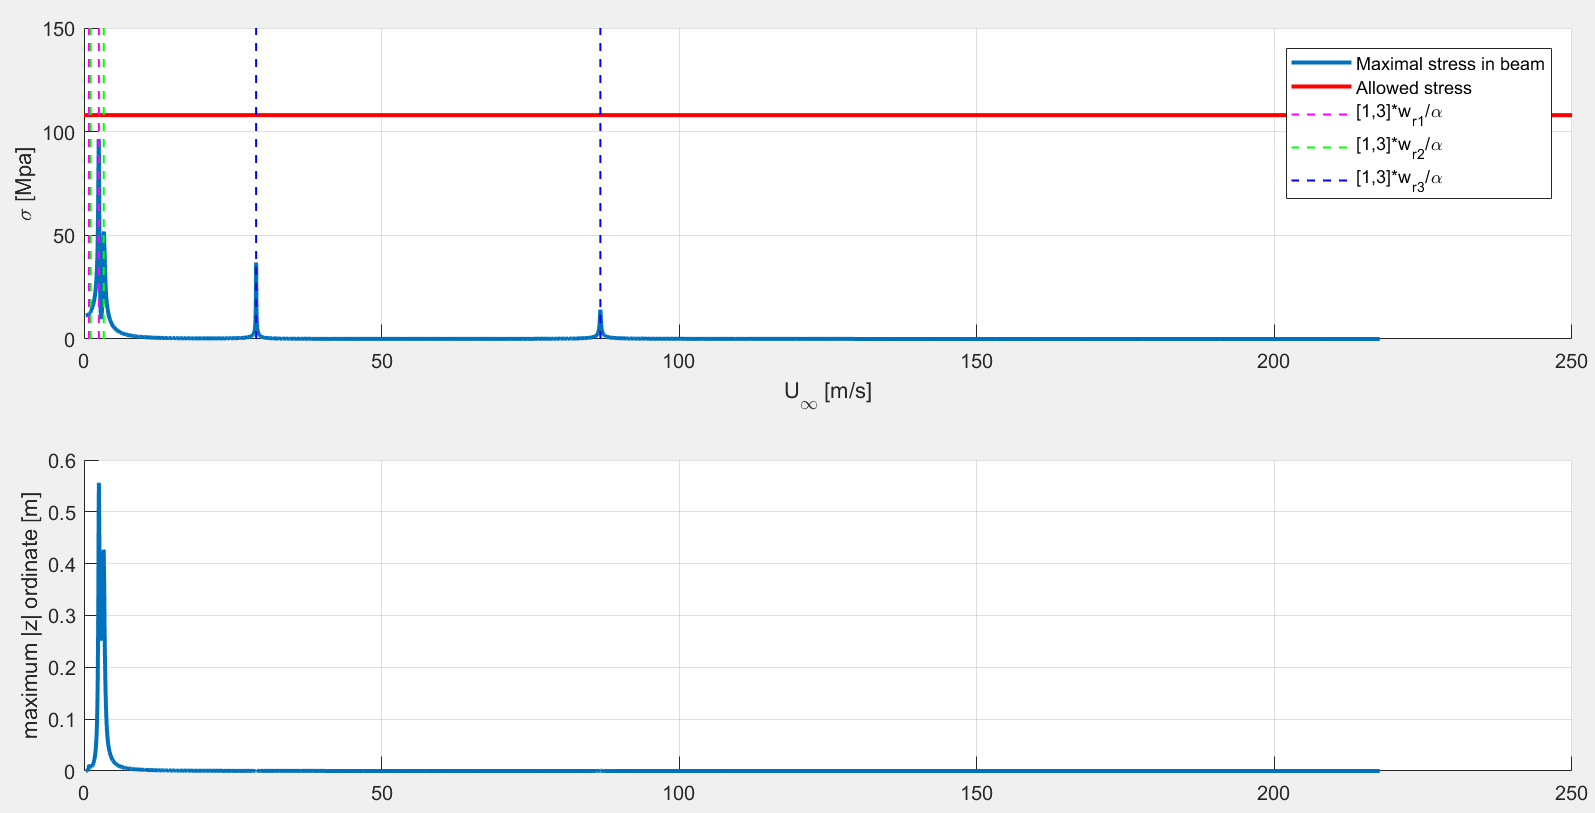 150
100
50
0
σ [Mpa]
Maximal stress in beam
Allowed stress
[1,3]*w_r1/α
[1,3]*w_r2/α
[1,3]*w_r3/α
0 50 100 150 200 250
U_∞ [m/s]
0.6
0.5
0.4
0.3
0.2
0.1
0
maximum |z| ordinate [m]
0 50 100 150 200 250